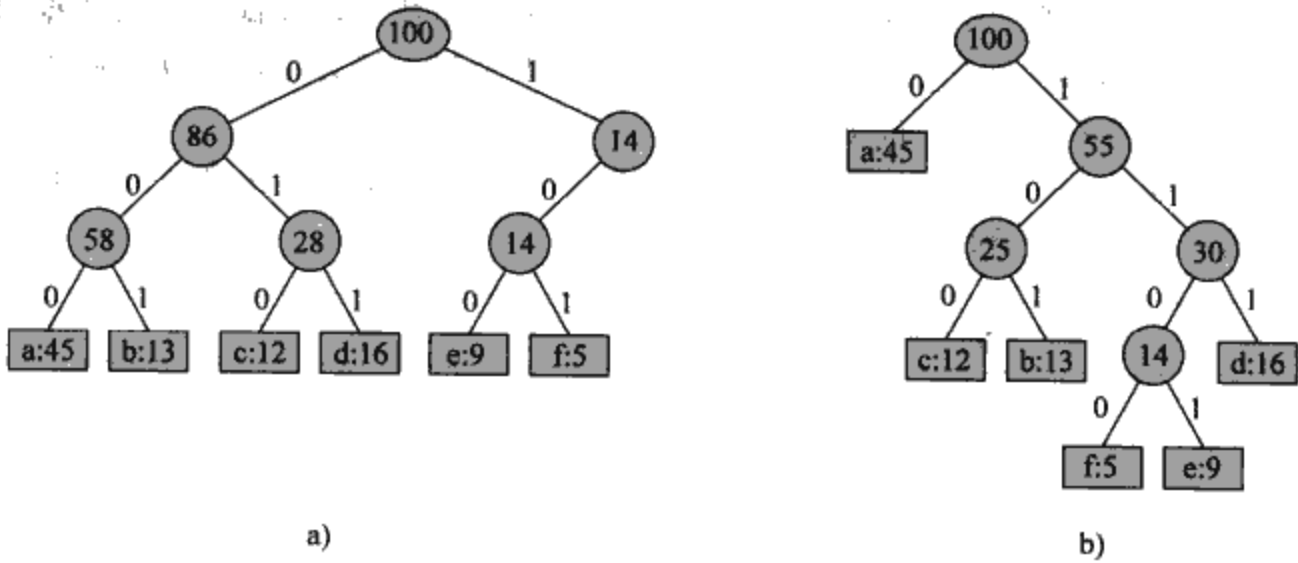 100
0 1
86 14
0 1 0
58 28 14
0 1 0 1 0 1
a:45 b:13 c:12 d:16 e:9 f:5
a)
100
0 1
a:45 55
0 1
25 30
0 1 0 1
c:12 b:13 14 d:16
0 1
f:5 e:9
b)